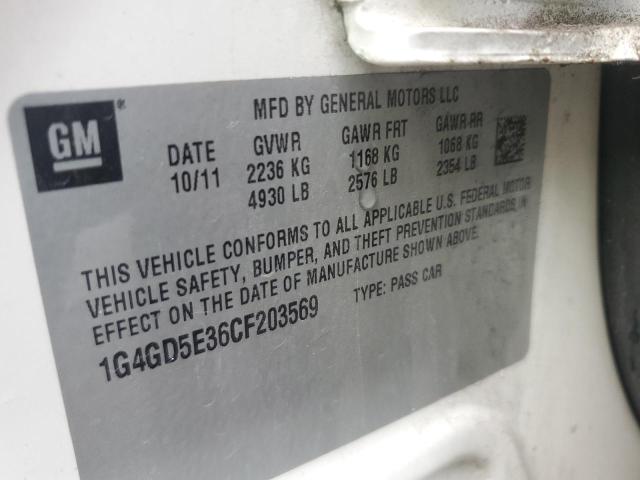 GM
MFD BY GENERAL MOTORS LLC
DATE GVWR GAWR FRT GAWR RR
10/11 2236 KG 1168 KG 1068 KG
4930 LB 2576 LB 2354 LB
THIS VEHICLE CONFORMS TO ALL APPLICABLE U.S. FEDERAL MOTOR
VEHICLE SAFETY, BUMPER, AND THEFT PREVENTION STANDARDS IN
EFFECT ON THE DATE OF MANUFACTURE SHOWN ABOVE.
1G4GD5E36CF203569 TYPE: PASS CAR